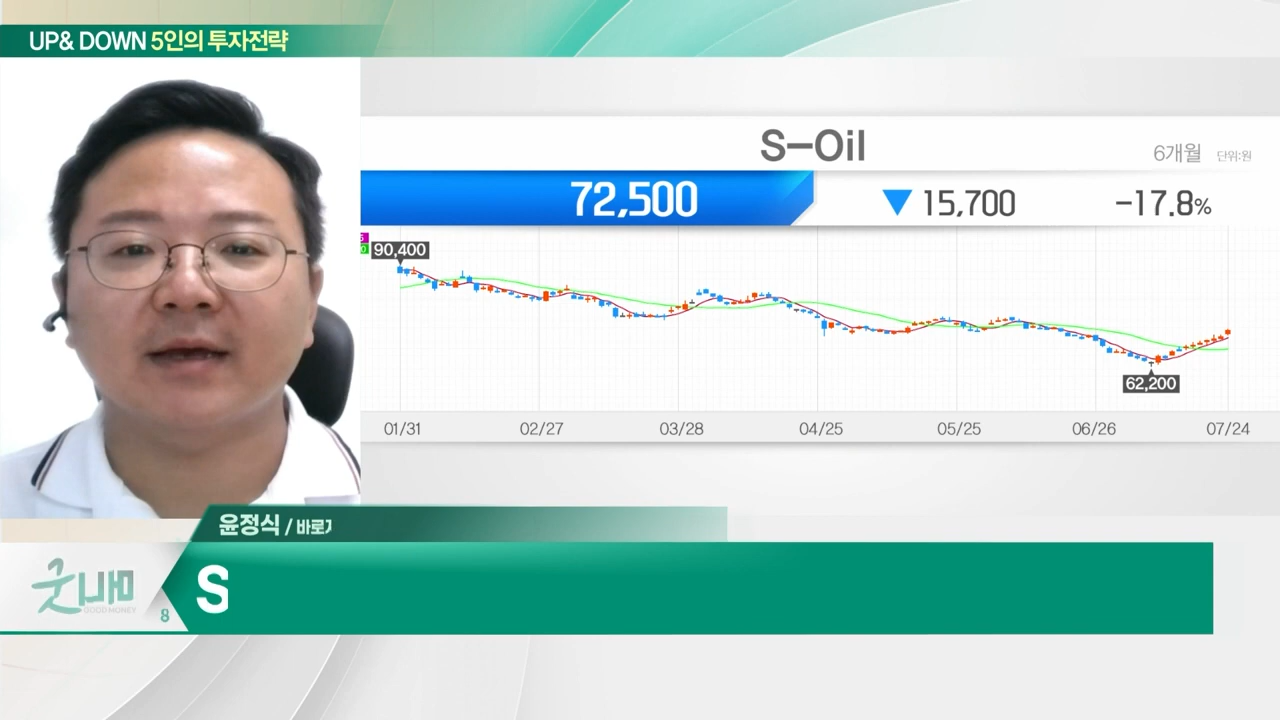 UP& DOWN 5인의 투자전략
S-Oil
6개월 단위:원
72,500 ▼ 15,700 -17.8%
90,400
62,200
01/31 02/27 03/28 04/25 05/25 06/26 07/24
윤정식 / 바로
S
굿머니
GOOD MONEY
8